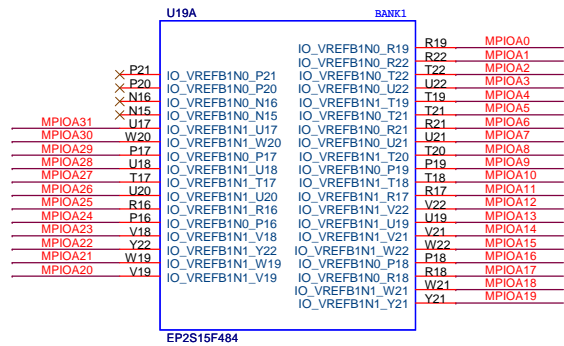 U19A BANK1
IO_VREFB1N0_R19 R19 MPIOA0
IO_VREFB1N0_R22 R22 MPIOA1
P21 IO_VREFB1N0_P21 IO_VREFB1N0_T22 T22 MPIOA2
P20 IO_VREFB1N0_P20 IO_VREFB1N0_U22 U22 MPIOA3
N16 IO_VREFB1N0_N16 IO_VREFB1N1_T19 T19 MPIOA4
N15 IO_VREFB1N0_N15 IO_VREFB1N0_T21 T21 MPIOA5
MPIOA31 U17 IO_VREFB1N1_U17 IO_VREFB1N0_R21 R21 MPIOA6
MPIOA30 W20 IO_VREFB1N1_W20 IO_VREFB1N0_U21 U21 MPIOA7
MPIOA29 P17 IO_VREFB1N0_P17 IO_VREFB1N1_T20 T20 MPIOA8
MPIOA28 U18 IO_VREFB1N1_U18 IO_VREFB1N0_P19 P19 MPIOA9
MPIOA27 T17 IO_VREFB1N1_T17 IO_VREFB1N1_T18 T18 MPIOA10
MPIOA26 U20 IO_VREFB1N1_U20 IO_VREFB1N1_R17 R17 MPIOA11
MPIOA25 R16 IO_VREFB1N1_R16 IO_VREFB1N1_V22 V22 MPIOA12
MPIOA24 P16 IO_VREFB1N0_P16 IO_VREFB1N1_U19 U19 MPIOA13
MPIOA23 V18 IO_VREFB1N1_V18 IO_VREFB1N1_V21 V21 MPIOA14
MPIOA22 Y22 IO_VREFB1N1_Y22 IO_VREFB1N1_W22 W22 MPIOA15
MPIOA21 W19 IO_VREFB1N1_W19 IO_VREFB1N0_P18 P18 MPIOA16
MPIOA20 V19 IO_VREFB1N1_V19 IO_VREFB1N0_R18 R18 MPIOA17
IO_VREFB1N1_W21 W21 MPIOA18
IO_VREFB1N1_Y21 Y21 MPIOA19
EP2S15F484